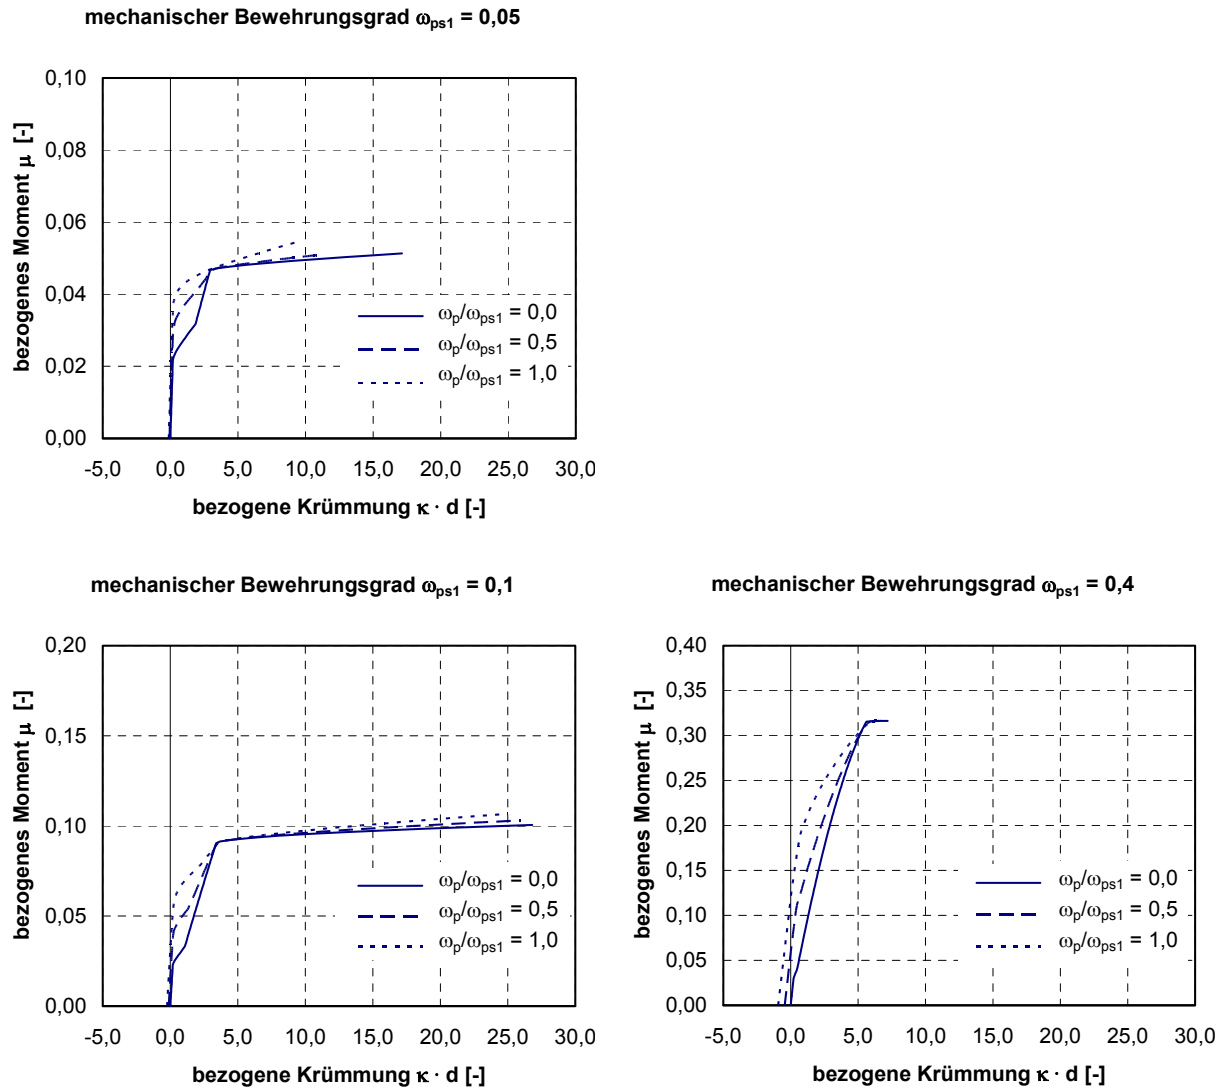 mechanischer Bewehrungsgrad ωps1 = 0,05
0,10
0,08
0,06
0,04
0,02
0,00
bezogenes Moment μ [-]
ωp/ωps1 = 0,0
ωp/ωps1 = 0,5
ωp/ωps1 = 1,0
-5,0 0,0 5,0 10,0 15,0 20,0 25,0 30,0
bezogene Krümmung κ · d [-]
mechanischer Bewehrungsgrad ωps1 = 0,1
0,20
0,15
0,10
0,05
0,00
bezogenes Moment μ [-]
ωp/ωps1 = 0,0
ωp/ωps1 = 0,5
ωp/ωps1 = 1,0
-5,0 0,0 5,0 10,0 15,0 20,0 25,0 30,0
bezogene Krümmung κ · d [-]
mechanischer Bewehrungsgrad ωps1 = 0,4
0,40
0,35
0,30
0,25
0,20
0,15
0,10
0,05
0,00
bezogenes Moment μ [-]
ωp/ωps1 = 0,0
ωp/ωps1 = 0,5
ωp/ωps1 = 1,0
-5,0 0,0 5,0 10,0 15,0 20,0 25,0 30,0
bezogene Krümmung κ · d [-]